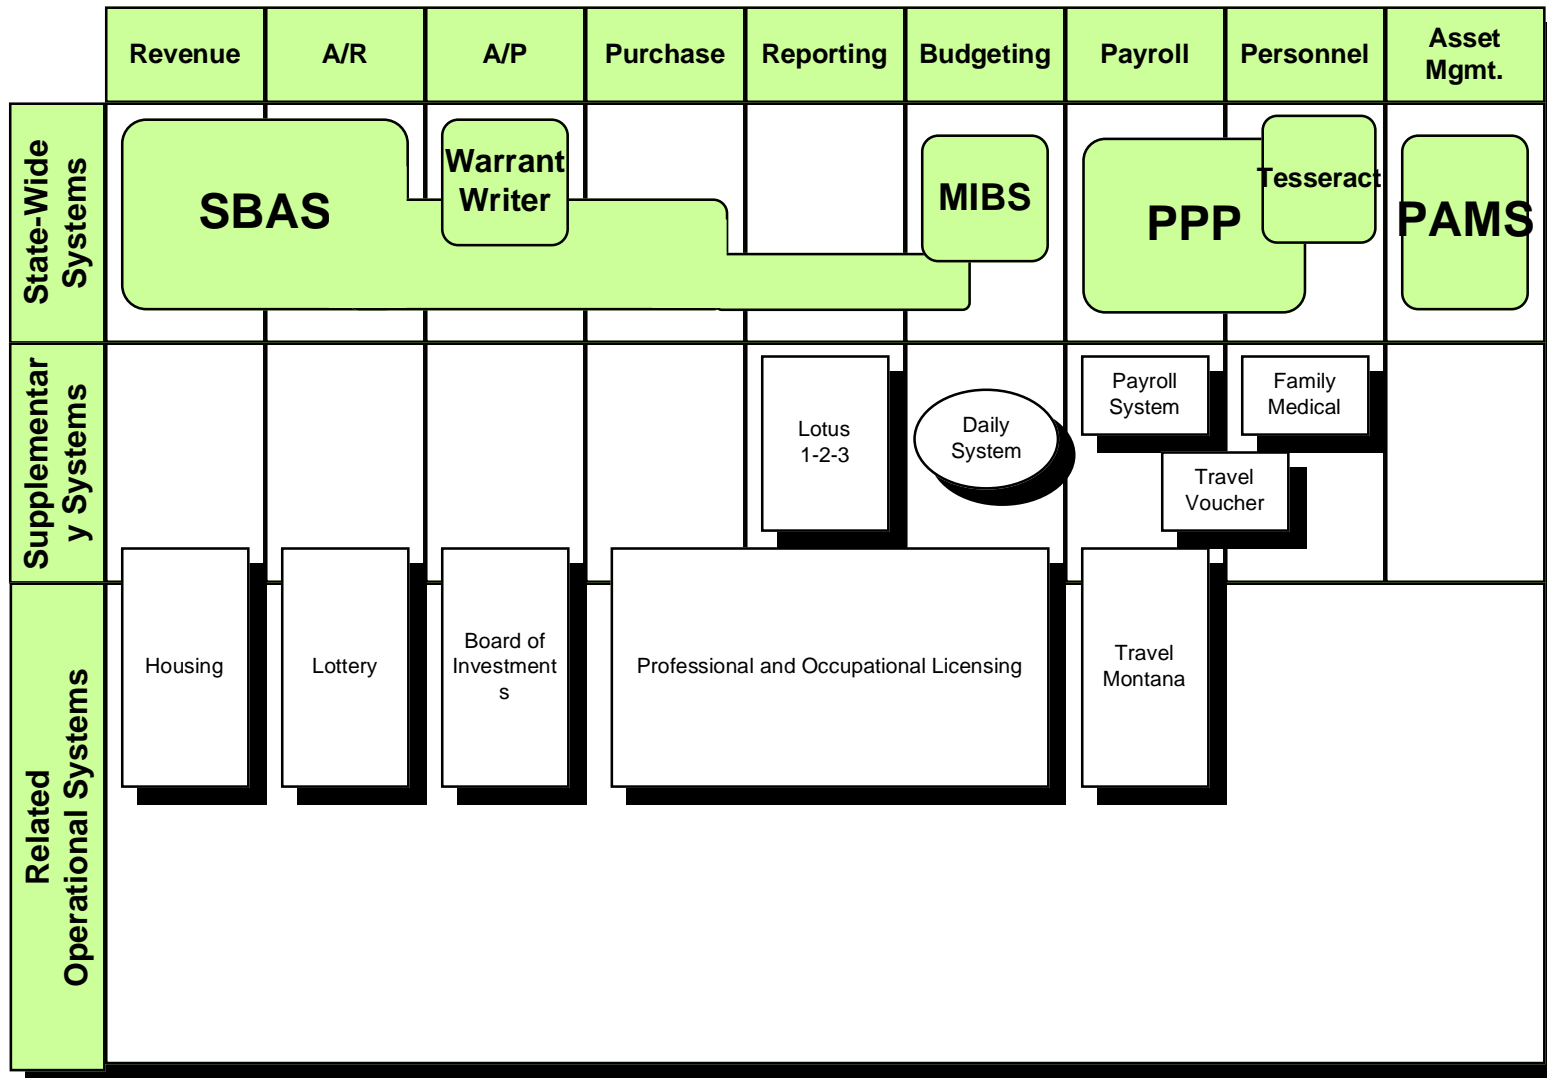 Revenue
A/R
A/P
Purchase
Reporting
Budgeting
Payroll
Personnel
Asset
Mgmt.
State-Wide
Systems
SBAS
Warrant
Writer
MIBS
PPP
Tesseract
PAMS
Supplementar
y Systems
Lotus
1-2-3
Daily
System
Payroll
System
Family
Medical
Travel
Voucher
Related
Operational Systems
Housing
Lottery
Board of
Investment
s
Professional and Occupational Licensing
Travel
Montana